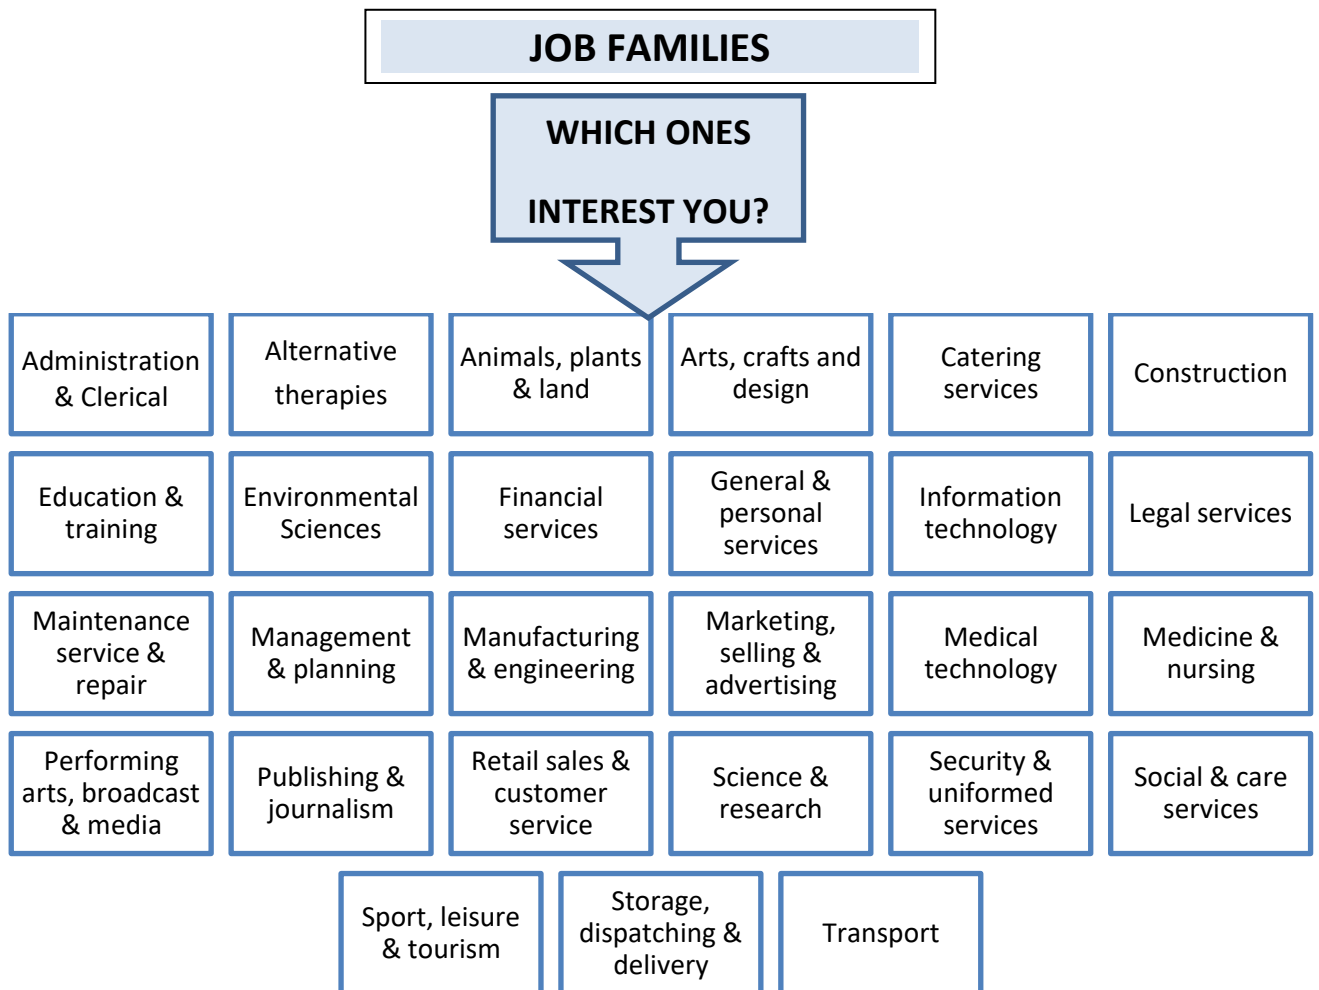 JOB FAMILIES
WHICH ONES
INTEREST YOU?
Administration
& Clerical
Alternative
therapies
Animals, plants
& land
Arts, crafts and
design
Catering
services
Construction
Education &
training
Environmental
Sciences
Financial
services
General &
personal
services
Information
technology
Legal services
Maintenance
service &
repair
Management
& planning
Manufacturing
& engineering
Marketing,
selling &
advertising
Medical
technology
Medicine &
nursing
Performing
arts, broadcast
& media
Publishing &
journalism
Retail sales &
customer
service
Science &
research
Security &
uniformed
services
Social & care
services
Sport, leisure
& tourism
Storage,
dispatching &
delivery
Transport